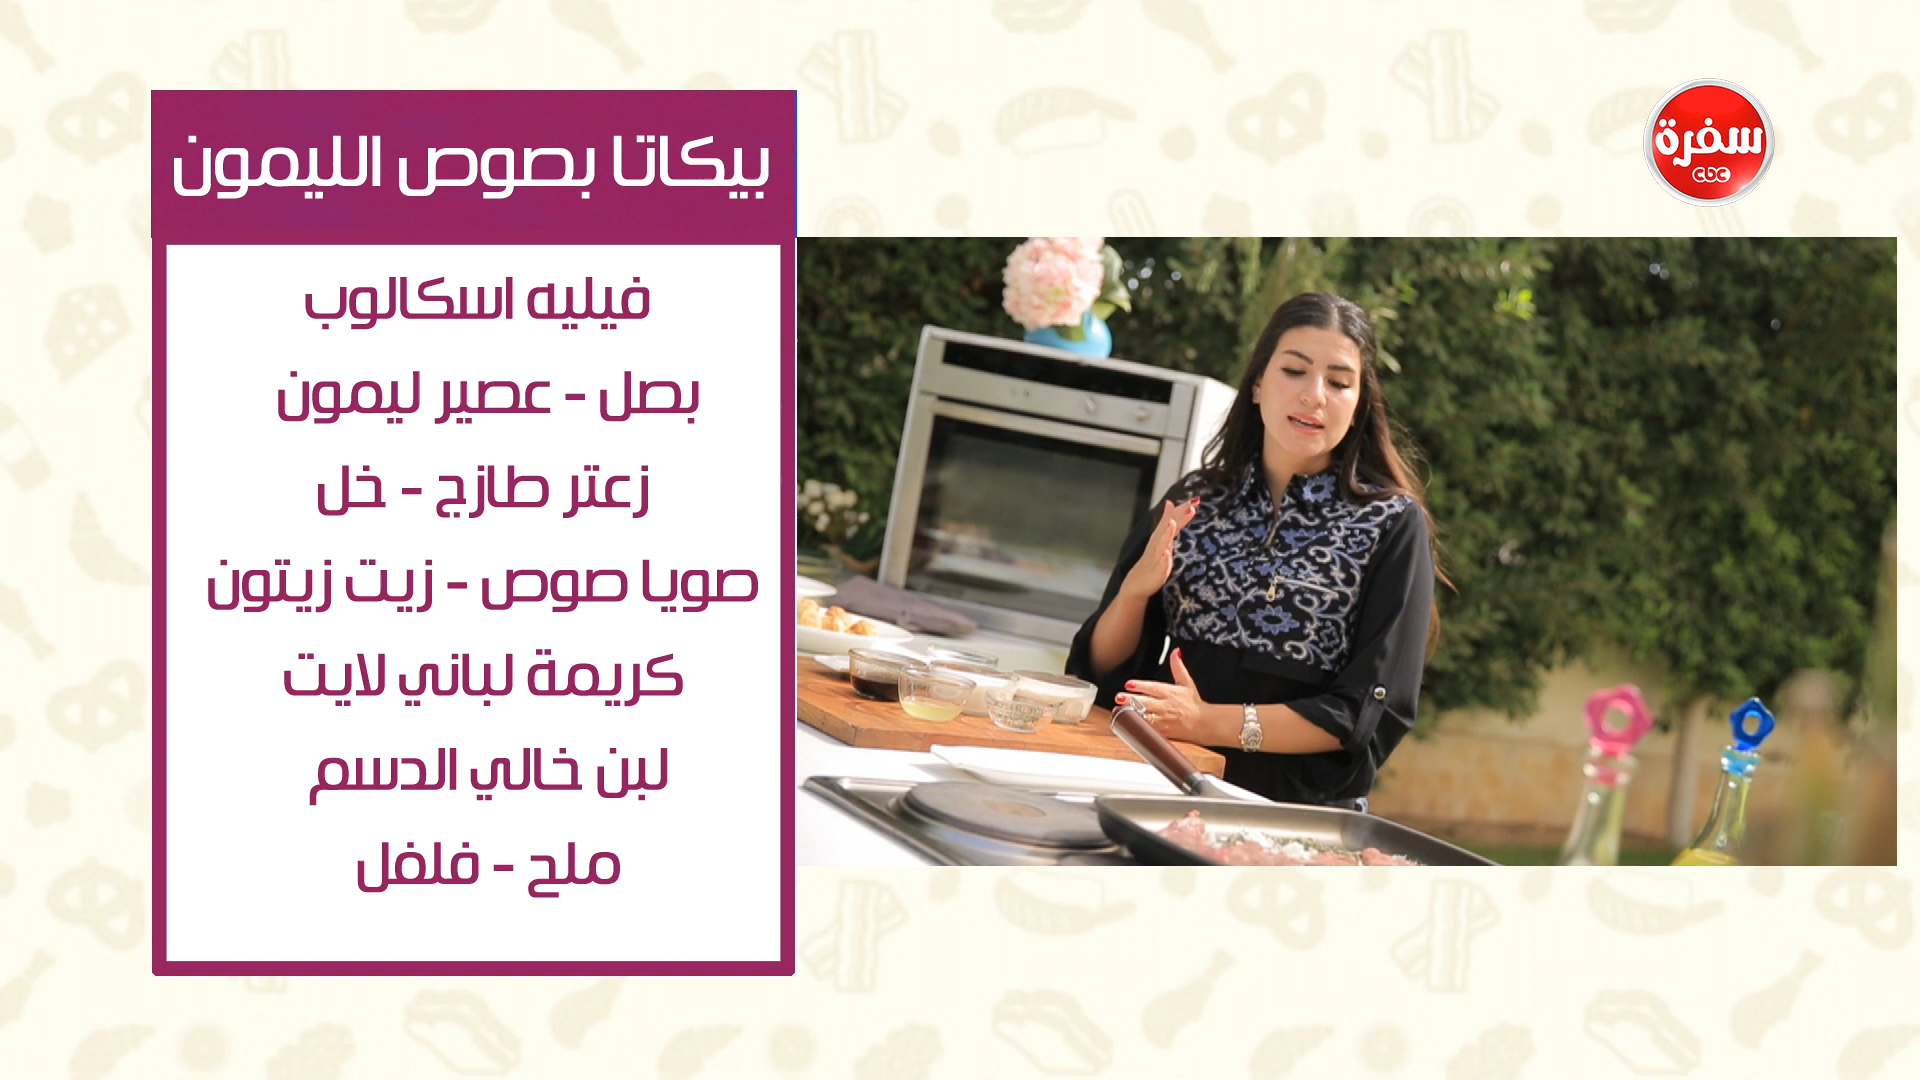 بيكاتا بصوص الليمون
سفرة
cbc
فيليه اسكالوب
بصل - عصير ليمون
زعتر طازج - خل
صويا صوص - زيت زيتون
كريمة لباني لايت
لبن خالي الدسم
ملح - فلفل